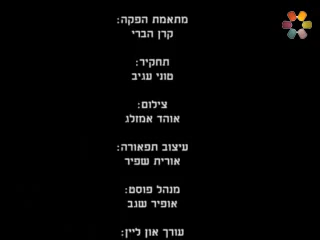 מתאמת הפקה:
קרן הברי
תחקיר:
טוני עגיב
צילום:
אוהד אמזלג
עיצוב תפאורה:
אורית שפיר
מנהל פוסט:
אופיר שגב
עורך און ליין: